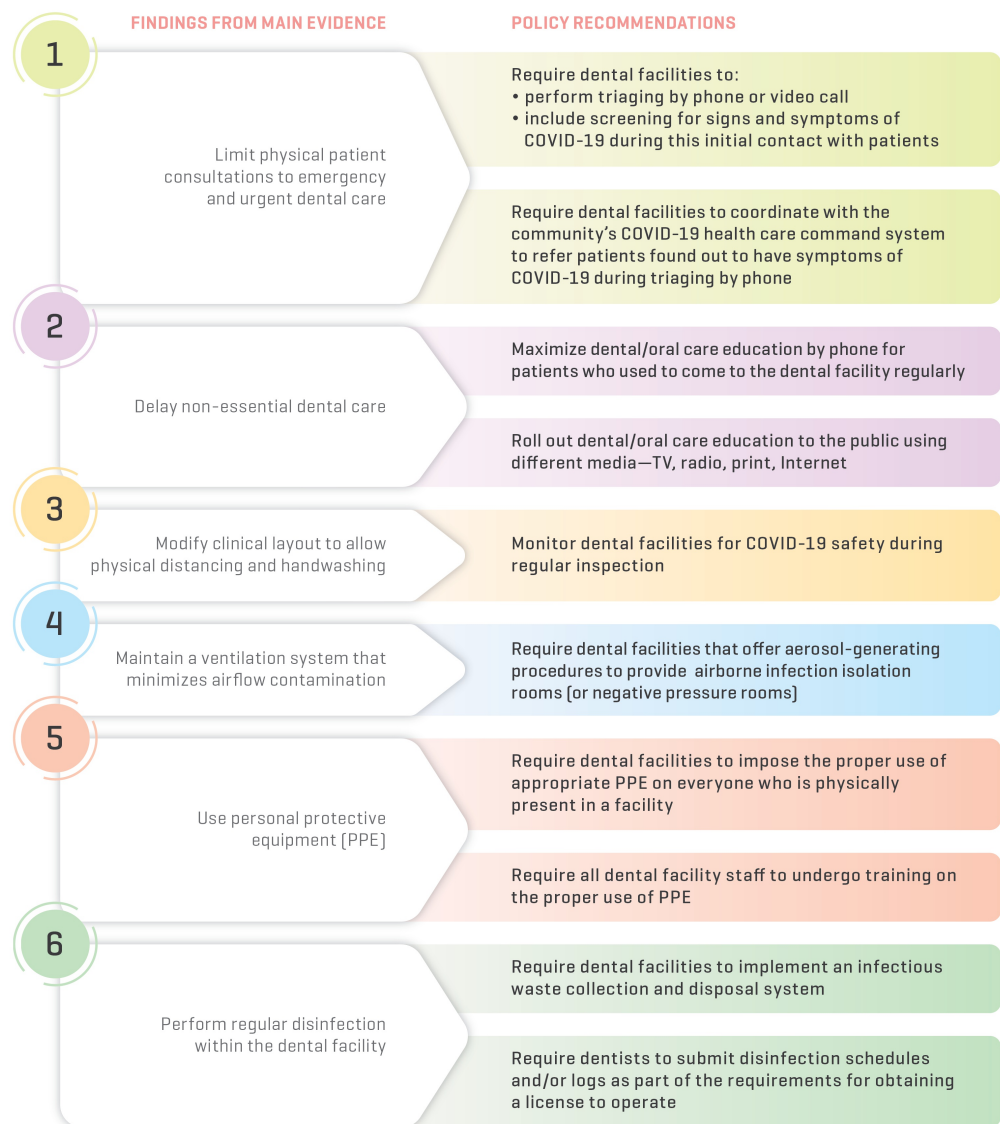 FINDINGS FROM MAIN EVIDENCE
POLICY RECOMMENDATIONS
1
Limit physical patient
consultations to emergency
and urgent dental care
Require dental facilities to:
• perform triaging by phone or video call
• include screening for signs and symptoms of
COVID-19 during this initial contact with patients
Require dental facilities to coordinate with the
community’s COVID-19 health care command system
to refer patients found out to have symptoms of
COVID-19 during triaging by phone
2
Delay non-essential dental care
Maximize dental/oral care education by phone for
patients who used to come to the dental facility regularly
Roll out dental/oral care education to the public using
different media—TV, radio, print, Internet
3
Modify clinical layout to allow
physical distancing and handwashing
Monitor dental facilities for COVID-19 safety during
regular inspection
4
Maintain a ventilation system that
minimizes airflow contamination
Require dental facilities that offer aerosol-generating
procedures to provide airborne infection isolation
rooms (or negative pressure rooms)
5
Use personal protective
equipment (PPE)
Require dental facilities to impose the proper use of
appropriate PPE on everyone who is physically
present in a facility
Require all dental facility staff to undergo training on
the proper use of PPE
6
Perform regular disinfection
within the dental facility
Require dental facilities to implement an infectious
waste collection and disposal system
Require dentists to submit disinfection schedules
and/or logs as part of the requirements for obtaining
a license to operate